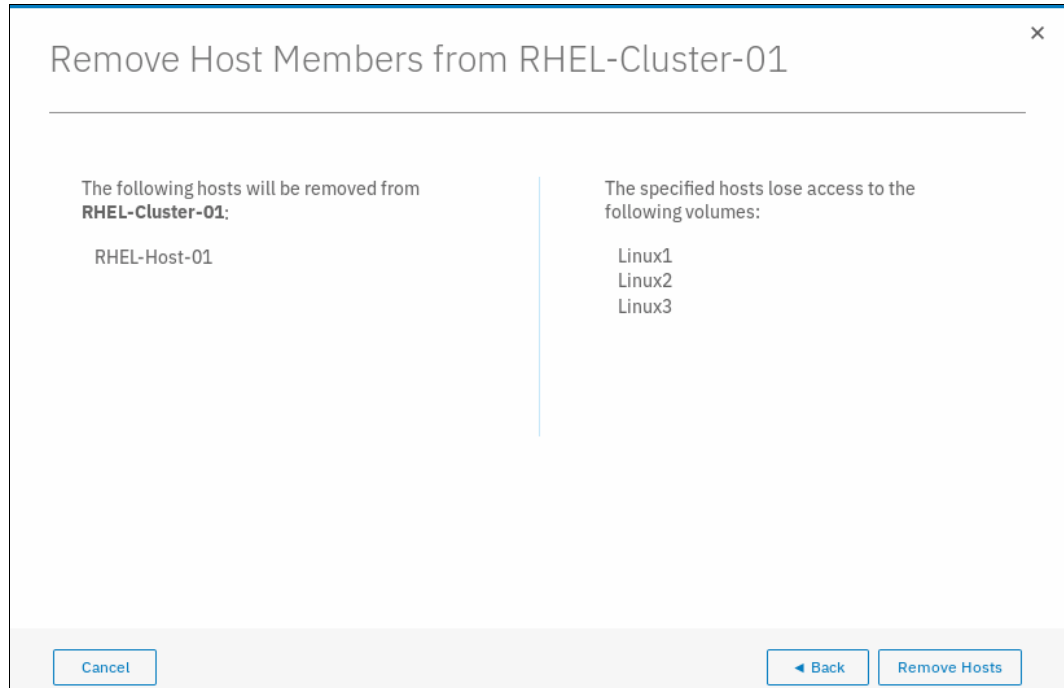 Remove Host Members from RHEL-Cluster-01
The following hosts will be removed from
RHEL-Cluster-01:
RHEL-Host-01
The specified hosts lose access to the
following volumes:
Linux1
Linux2
Linux3
Cancel
◄ Back
Remove Hosts